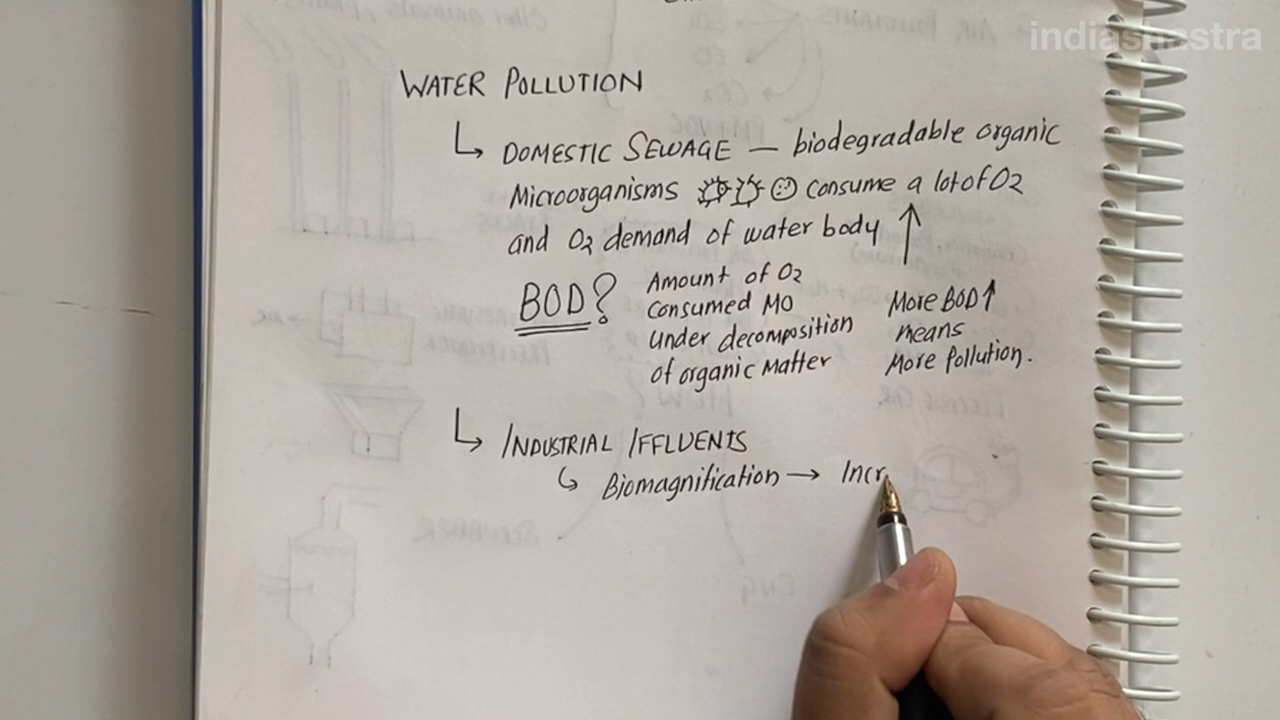 indiashastra
WATER POLLUTION
↳ DOMESTIC SEWAGE — biodegradable organic
Microorganisms consume a lot of O2
and O2 demand of water body ↑
BOD?
Amount of O2
Consumed MO
under decomposition
of organic Matter
More BOD↑
means
More Pollution.
↳ INDUSTRIAL IFFLUENTS
↳ Biomagnification → Incr